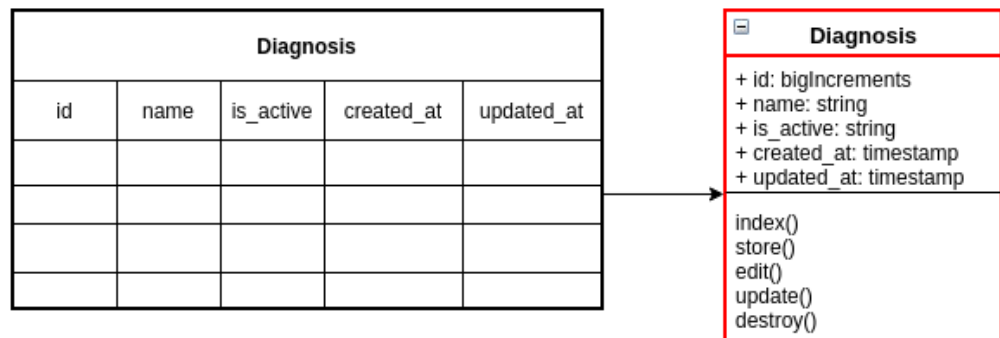 Diagnosis
id name is_active created_at updated_at
Diagnosis
+ id: bigIncrements
+ name: string
+ is_active: string
+ created_at: timestamp
+ updated_at: timestamp
index()
store()
edit()
update()
destroy()